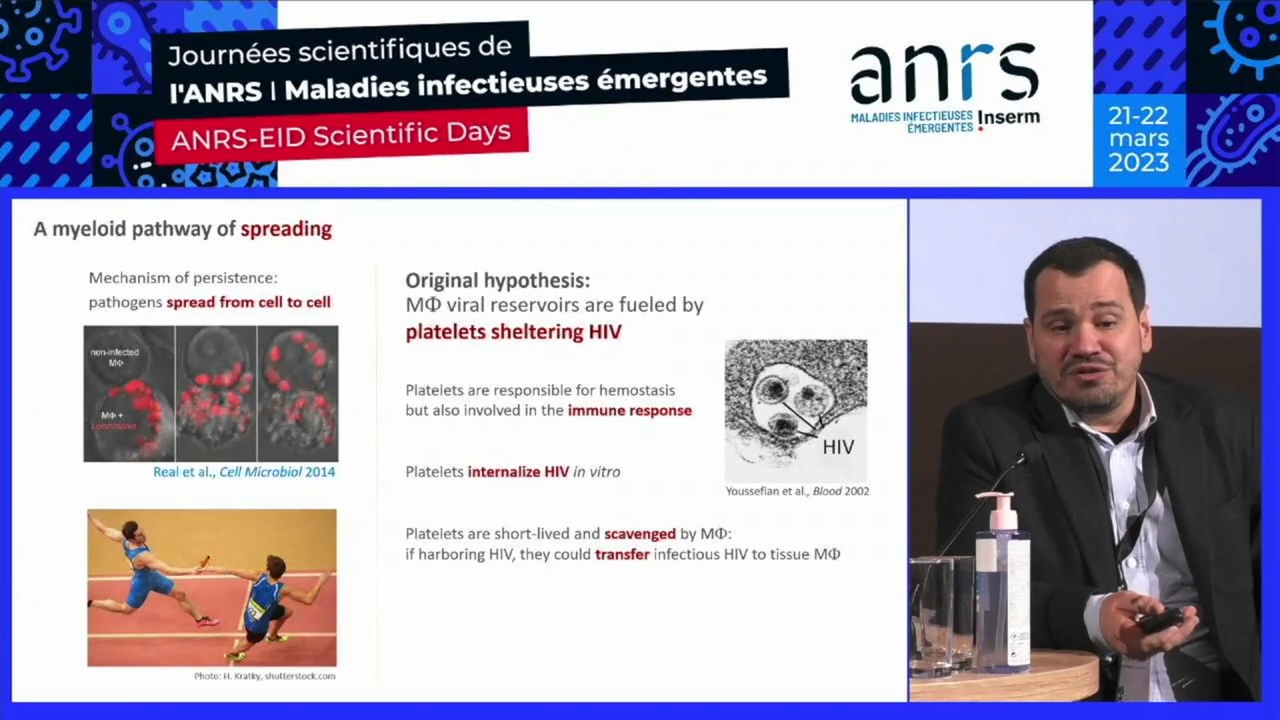 Journées scientifiques de
l'ANRS | Maladies infectieuses émergentes
ANRS-EID Scientific Days
anrs
MALADIES INFECTIEUSES
ÉMERGENTES Inserm
21-22
mars
2023
A myeloid pathway of spreading
Mechanism of persistence:
pathogens spread from cell to cell
non-infected
MΦ
MΦ +
Leishmania
Real et al., Cell Microbiol 2014
Photo: H. Kratky, shutterstock.com
Original hypothesis:
MΦ viral reservoirs are fueled by
platelets sheltering HIV
Platelets are responsible for hemostasis
but also involved in the immune response
Platelets internalize HIV in vitro
HIV
Youssefian et al., Blood 2002
Platelets are short-lived and scavenged by MΦ:
if harboring HIV, they could transfer infectious HIV to tissue MΦ